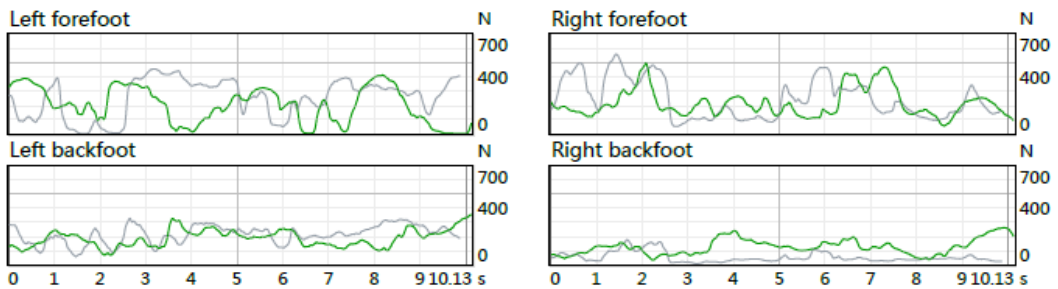 Left forefoot N Right forefoot N
700 700
400 400
0 0
Left backfoot N Right backfoot N
700 700
400 400
0 0
0 1 2 3 4 5 6 7 8 9 10.13 s 0 1 2 3 4 5 6 7 8 9 10.13 s